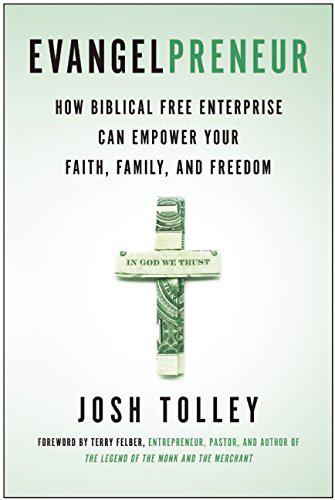 EVANGELPRENEUR
HOW BIBLICAL FREE ENTERPRISE
CAN EMPOWER YOUR
FAITH, FAMILY, AND FREEDOM
IN GOD WE TRUST
JOSH TOLLEY
FOREWORD BY TERRY FELBER, ENTREPRENEUR, PASTOR, AND AUTHOR OF
THE LEGEND OF THE MONK AND THE MERCHANT